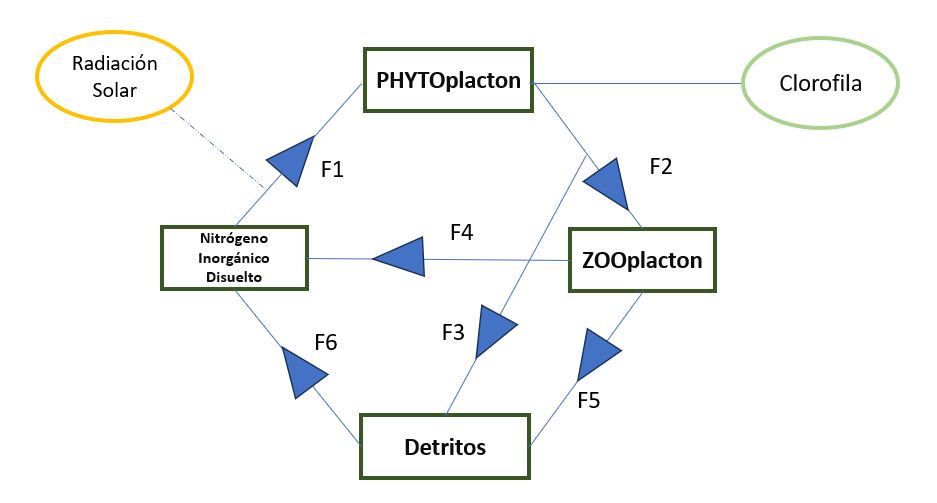 Radiación
Solar
PHYTOplacton
Clorofila
F1
F2
Nitrógeno
Inorgánico
Disuelto
F4
ZOOplacton
F3
F6
F5
Detritos